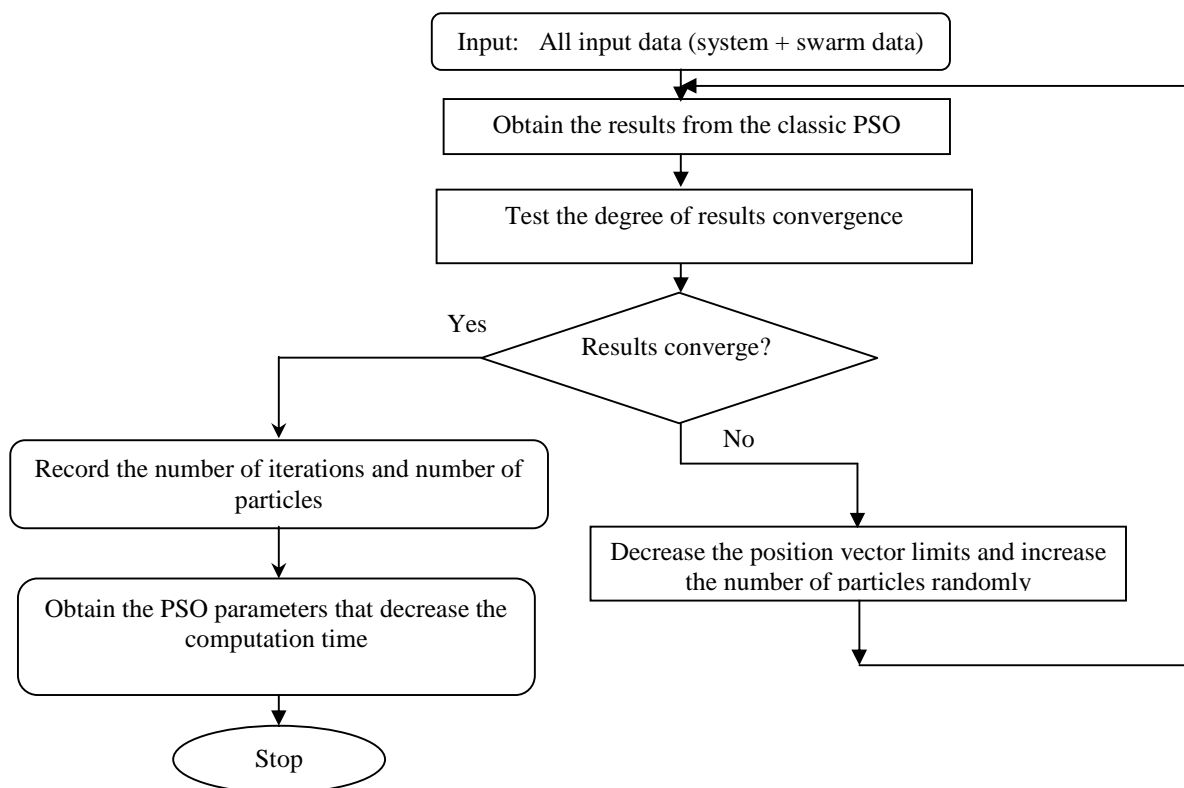 Input: All input data (system + swarm data)
Obtain the results from the classic PSO
Test the degree of results convergence
Yes
Results converge?
No
Record the number of iterations and number of
particles
Decrease the position vector limits and increase
the number of particles randomly
Obtain the PSO parameters that decrease the
computation time
Stop